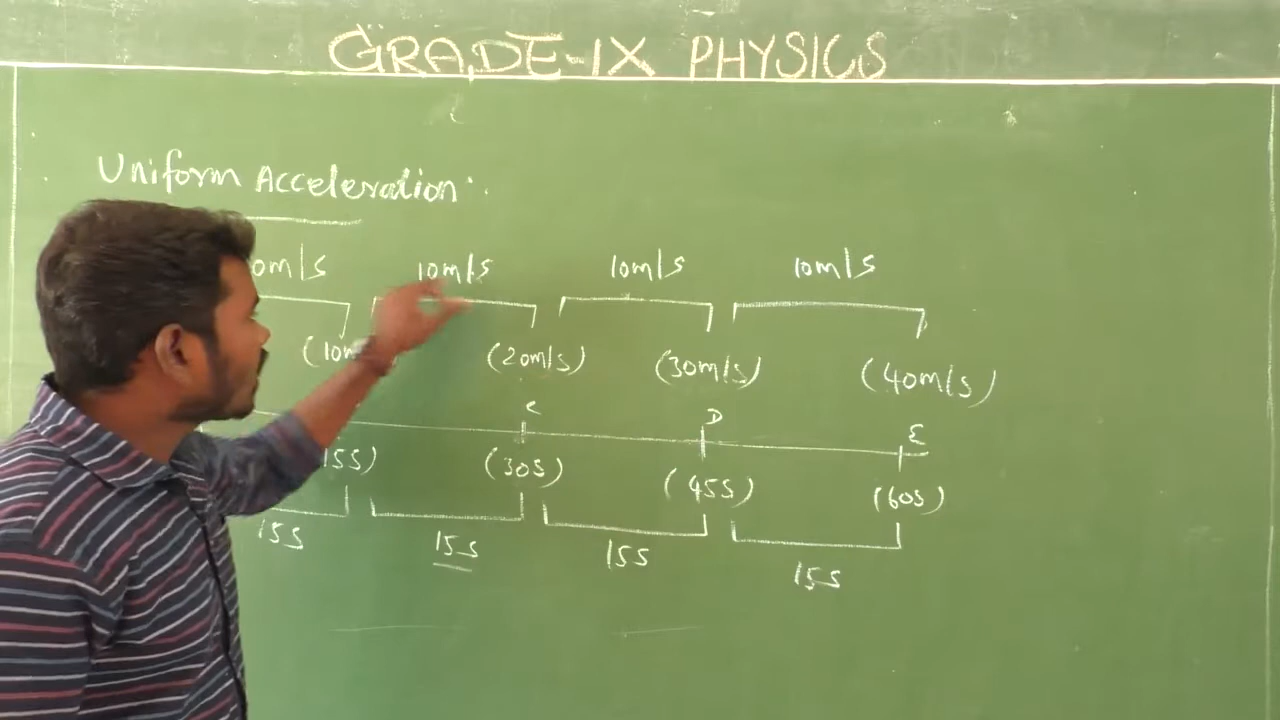 GRADE-IX PHYSICS
Uniform Acceleration:
0m/s 10m/s 10m/s 10m/s
(10m (20m/s) (30m/s) (40m/s)
C D E
15s) (30s) (45s) (60s)
15s 15s 15s 15s